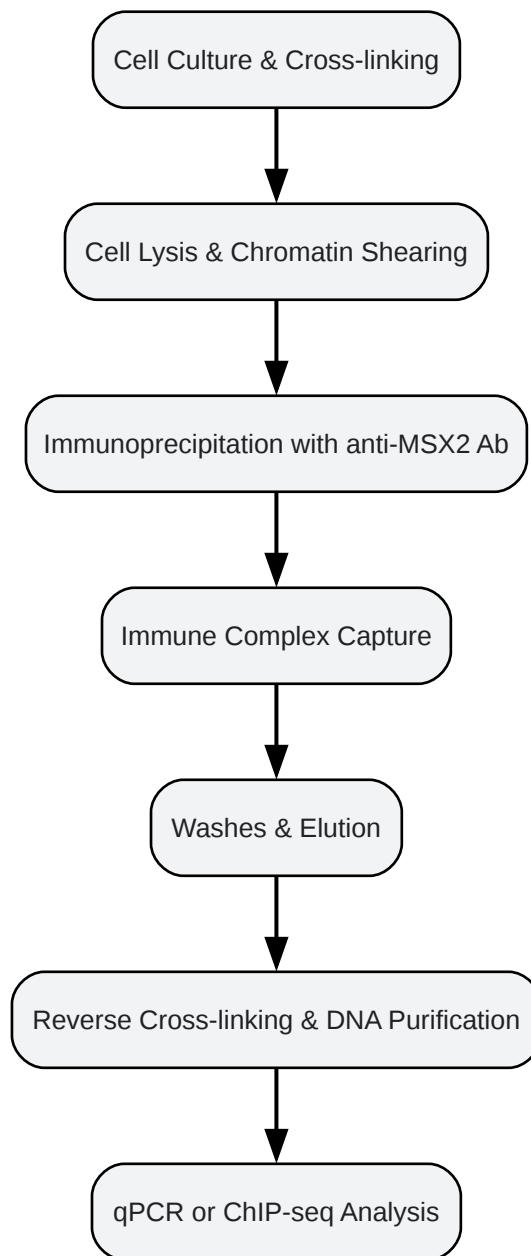 Cell Culture & Cross-linking
Cell Lysis & Chromatin Shearing
Immunoprecipitation with anti-MSX2 Ab
Immune Complex Capture
Washes & Elution
Reverse Cross-linking & DNA Purification
qPCR or ChIP-seq Analysis